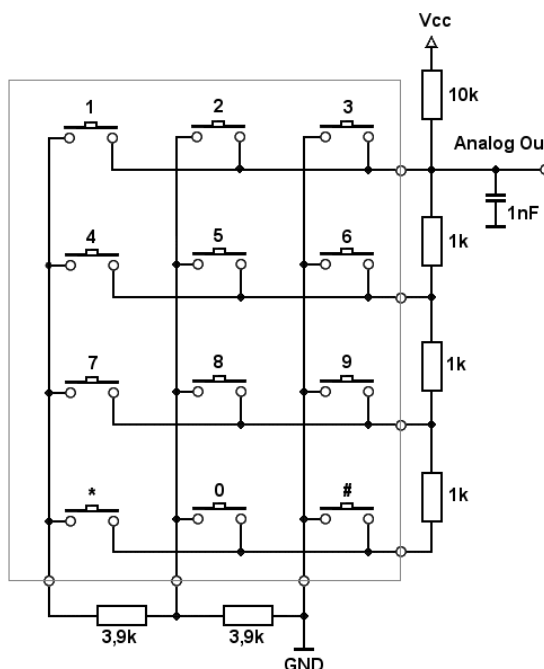 Vcc
10k
1 2 3
Analog Ou
1nF
4 5 6
1k
7 8 9
1k
* 0 #
1k
3,9k 3,9k
GND